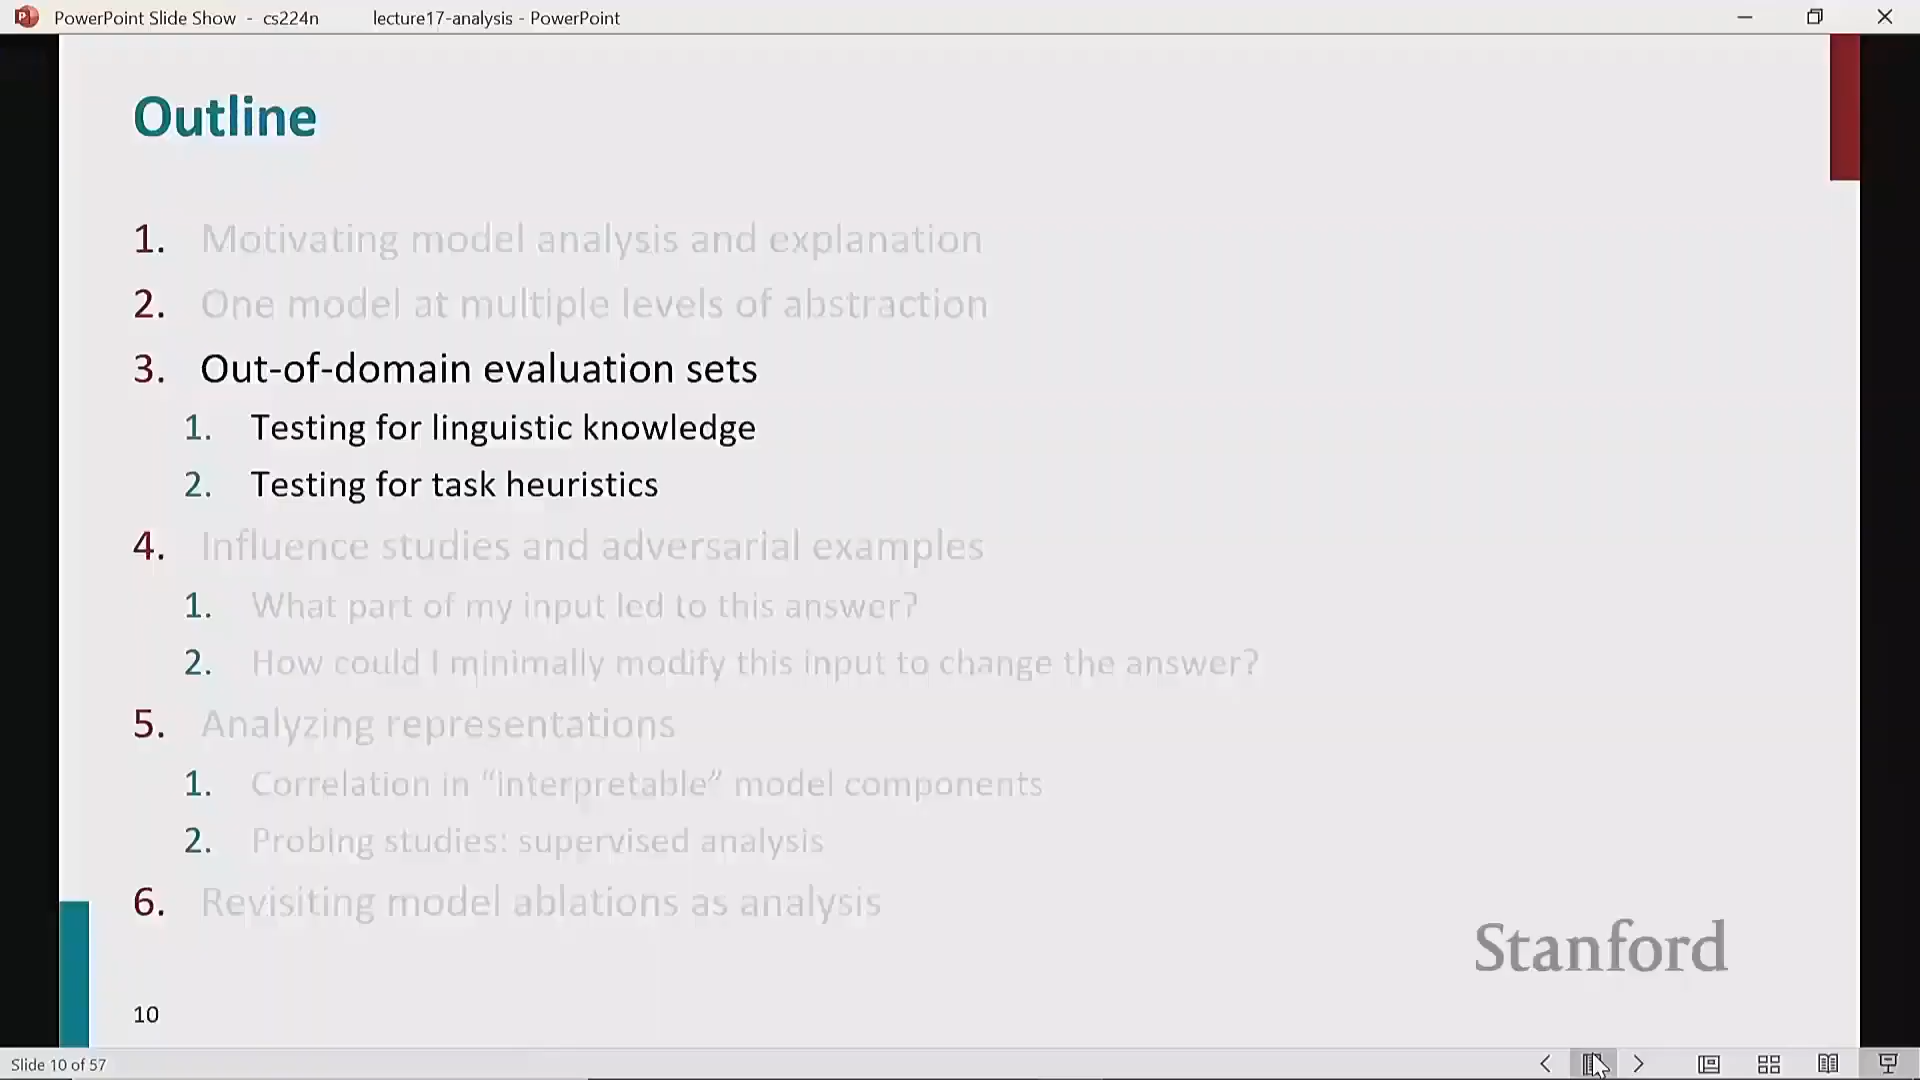 PowerPoint Slide Show - cs224n lecture17-analysis - PowerPoint
Outline
1. Motivating model analysis and explanation
2. One model at multiple levels of abstraction
3. Out-of-domain evaluation sets
1. Testing for linguistic knowledge
2. Testing for task heuristics
4. Influence studies and adversarial examples
1. What part of my input led to this answer?
2. How could I minimally modify this input to change the answer?
5. Analyzing representations
1. Correlation in “interpretable” model components
2. Probing studies: supervised analysis
6. Revisiting model ablations as analysis
Stanford
10
Slide 10 of 57